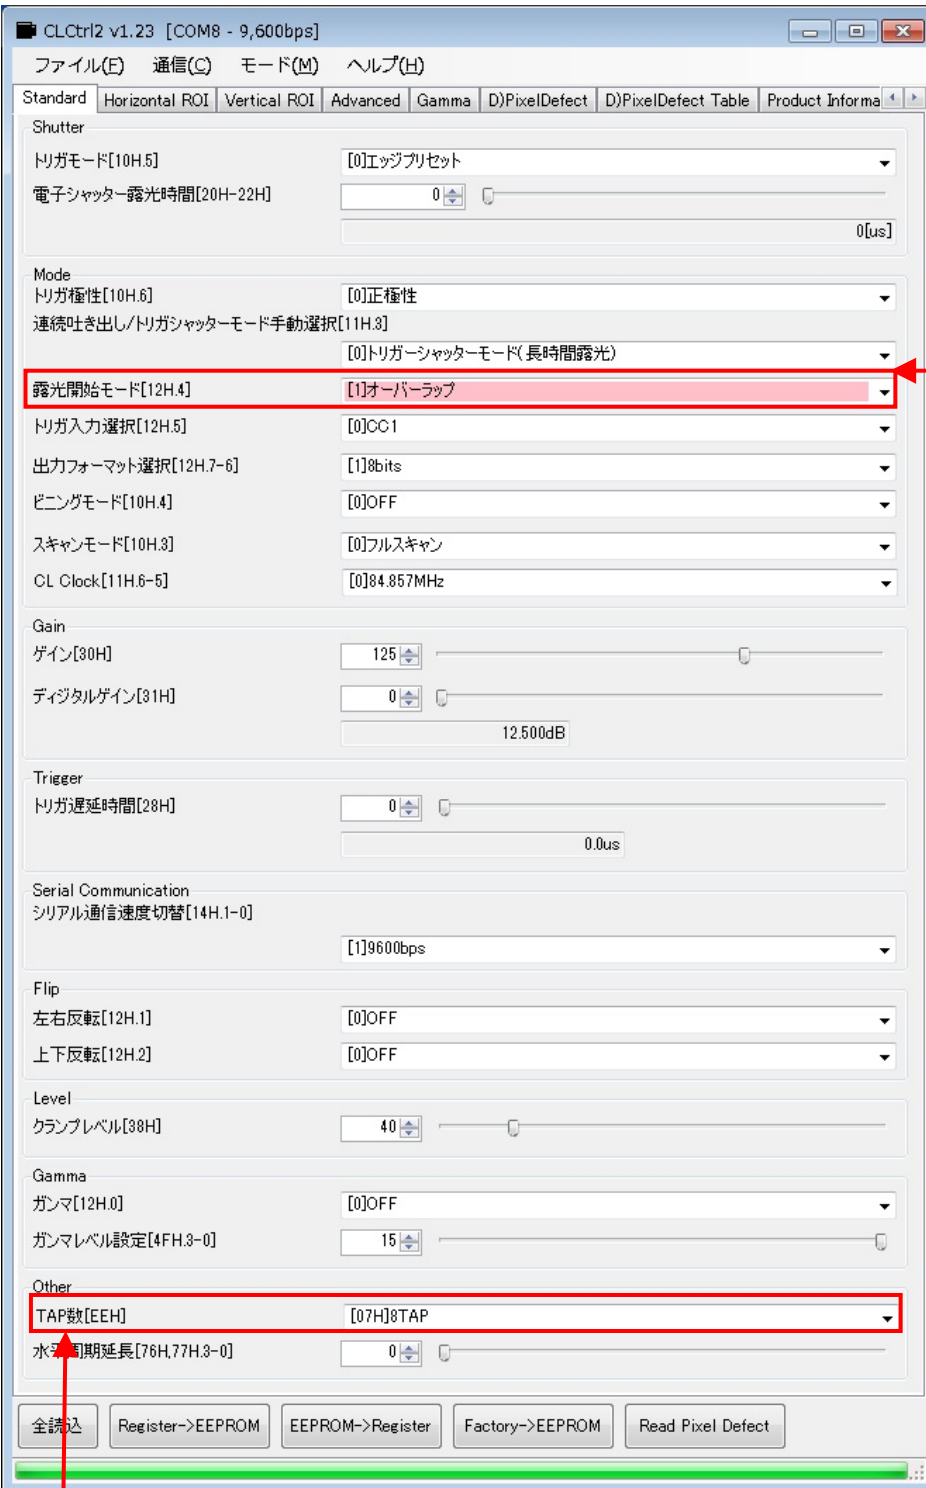 CLCtrl2 v1.23 [COM8 - 9,600bps]
ファイル(F) 通信(C) モード(M) ヘルプ(H)
Standard Horizontal ROI Vertical ROI Advanced Gamma D)PixelDefect D)PixelDefect Table Product Informa
Shutter
トリガモード[10H.5] [0]エッジプリセット
電子シャッター露光時間[20H-22H] 0
0[us]
Mode
トリガ極性[10H.6] [0]正極性
連続吐き出し/トリガシャッターモード手動選択[11H.3]
[0]トリガーシャッターモード(長時間露光)
露光開始モード[12H.4] [1]オーバーラップ
トリガ入力選択[12H.5] [0]CC1
出力フォーマット選択[12H.7-6] [1]8bits
ビニングモード[10H.4] [0]OFF
スキャンモード[10H.3] [0]フルスキャン
CL Clock[11H.6-5] [0]84.857MHz
Gain
ゲイン[30H] 125
ディジタルゲイン[31H] 0
12.500dB
Trigger
トリガ遅延時間[28H] 0
0.0us
Serial Communication
シリアル通信速度切替[14H.1-0]
[1]9600bps
Flip
左右反転[12H.1] [0]OFF
上下反転[12H.2] [0]OFF
Level
クランプレベル[38H] 40
Gamma
ガンマ[12H.0] [0]OFF
ガンマレベル設定[4FH.3-0] 15
Other
TAP数[EEH] [07H]8TAP
水平周期延長[76H,77H.3-0] 0
全読込 Register->EEPROM EEPROM->Register Factory->EEPROM Read Pixel Defect